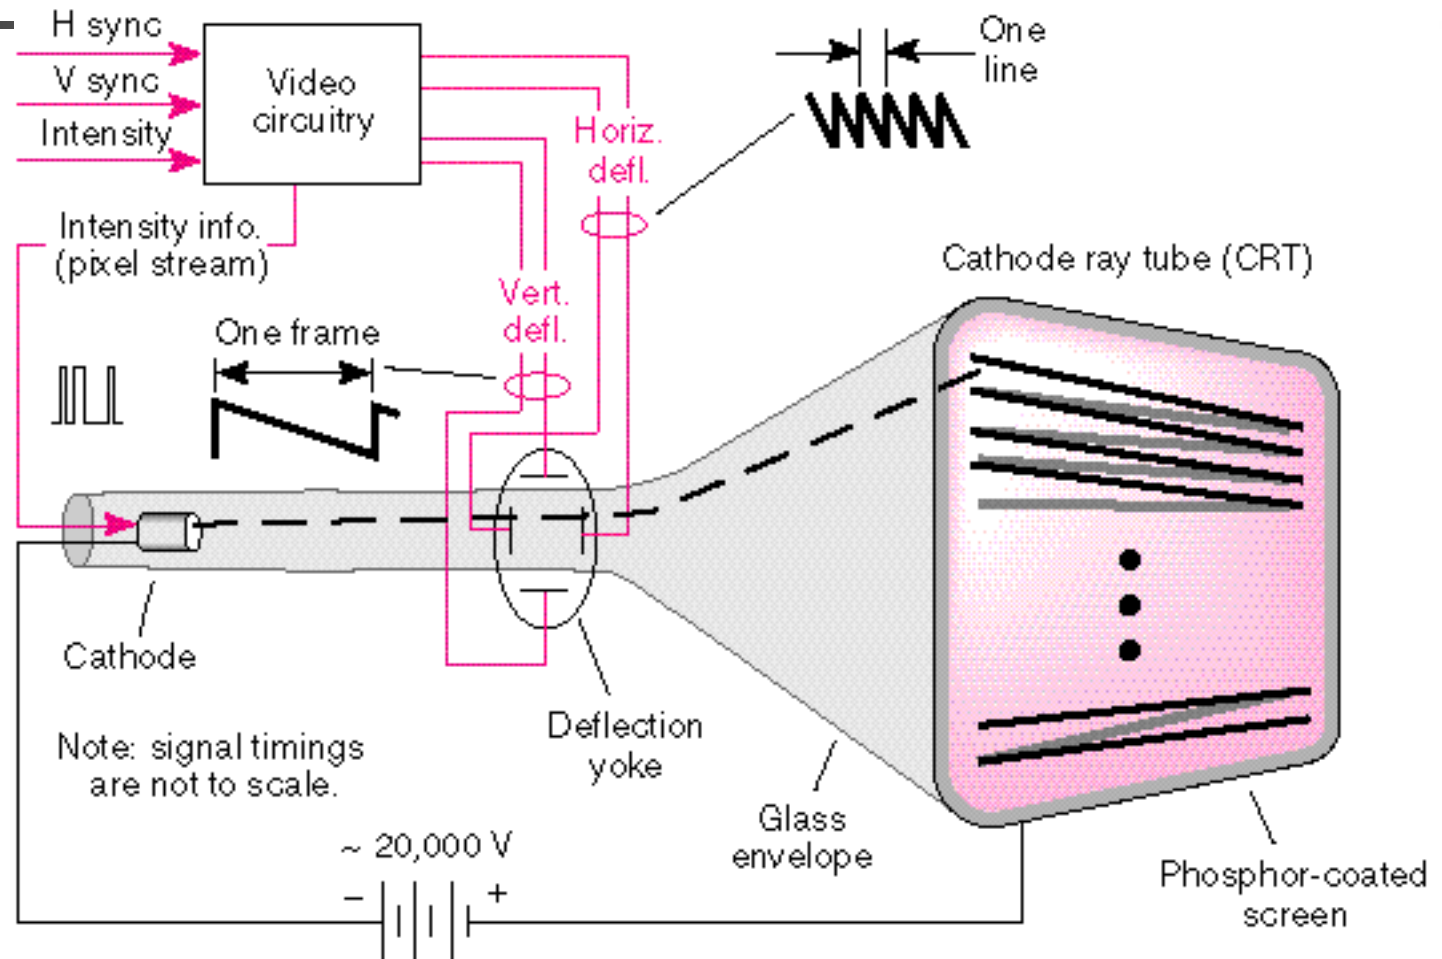 H sync
V sync
Intensity
Video
circuitry
One
line
Horiz.
defl.
Intensity info.
(pixel stream)
Cathode ray tube (CRT)
Vert.
defl.
One frame
Cathode
Deflection
yoke
Note: signal timings
are not to scale.
Glass
envelope
~ 20,000 V
− +
Phosphor-coated
screen